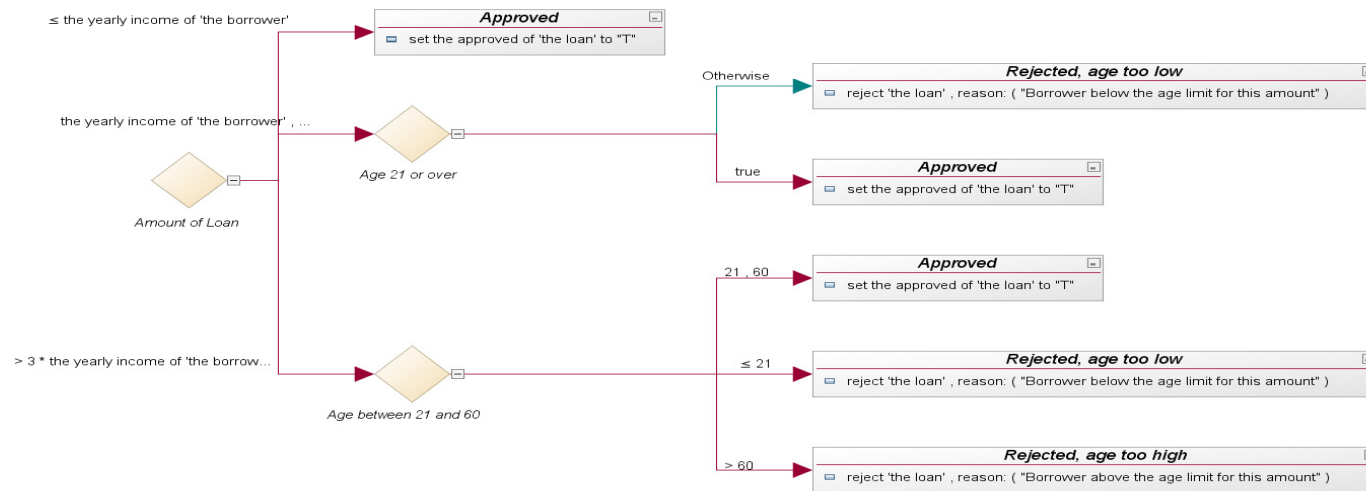 ≤ the yearly income of 'the borrower'
Approved
set the approved of 'the loan' to "T"
the yearly income of 'the borrower' , ...
Age 21 or over
Otherwise
Rejected, age too low
reject 'the loan' , reason: ( "Borrower below the age limit for this amount" )
true
Approved
set the approved of 'the loan' to "T"
Amount of Loan
> 3 * the yearly income of 'the borrow...
Age between 21 and 60
21 , 60
Approved
set the approved of 'the loan' to "T"
≤ 21
Rejected, age too low
reject 'the loan' , reason: ( "Borrower below the age limit for this amount" )
> 60
Rejected, age too high
reject 'the loan' , reason: ( "Borrower above the age limit for this amount" )